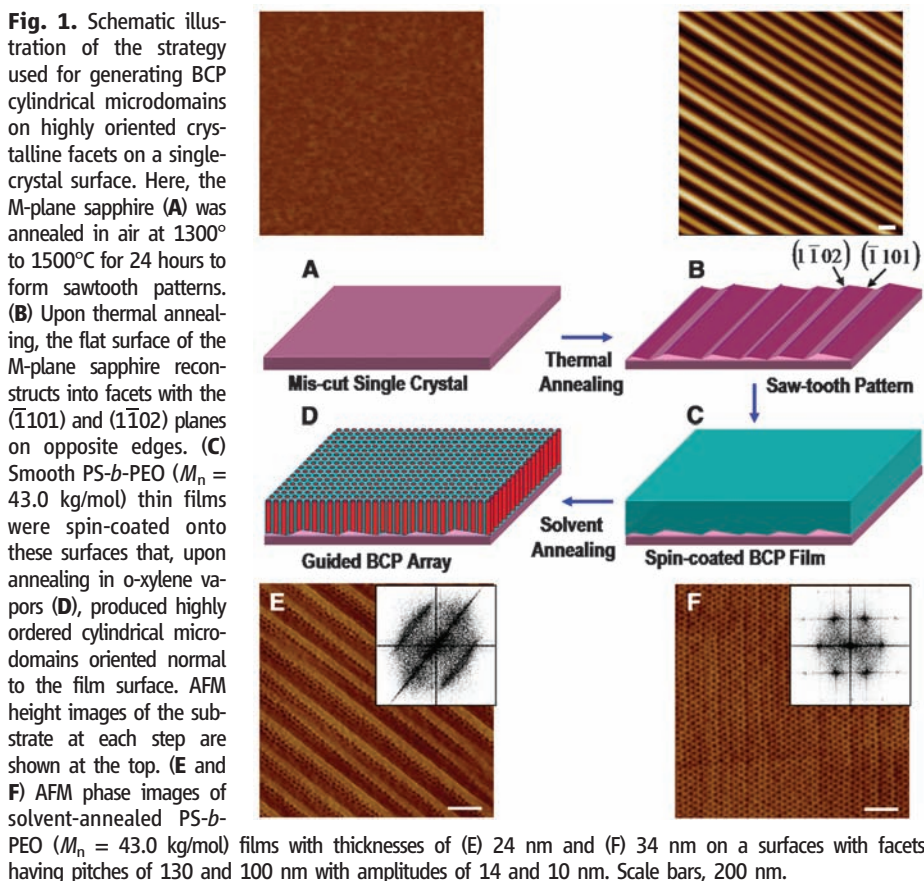 Fig. 1. Schematic illus-
tration of the strategy
used for generating BCP
cylindrical microdomains
on highly oriented crys-
talline facets on a single-
crystal surface. Here, the
M-plane sapphire (A) was
annealed in air at 1300°
to 1500°C for 24 hours to
form sawtooth patterns.
(B) Upon thermal anneal-
ing, the flat surface of the
M-plane sapphire recon-
structs into facets with the
(1̅101) and (11̅02) planes
on opposite edges. (C)
Smooth PS-b-PEO (Mn =
43.0 kg/mol) thin films
were spin-coated onto
these surfaces that, upon
annealing in o-xylene va-
pors (D), produced highly
ordered cylindrical micro-
domains oriented normal
to the film surface. AFM
height images of the sub-
strate at each step are
shown at the top. (E and
F) AFM phase images of
solvent-annealed PS-b-
PEO (Mn = 43.0 kg/mol) films with thicknesses of (E) 24 nm and (F) 34 nm on a surfaces with facets
having pitches of 130 and 100 nm with amplitudes of 14 and 10 nm. Scale bars, 200 nm.
A
B
(11̅02) (1̅101)
Thermal
Annealing
Mis-cut Single Crystal
Saw-tooth Pattern
D
C
Solvent
Annealing
Guided BCP Array
Spin-coated BCP Film
E
F